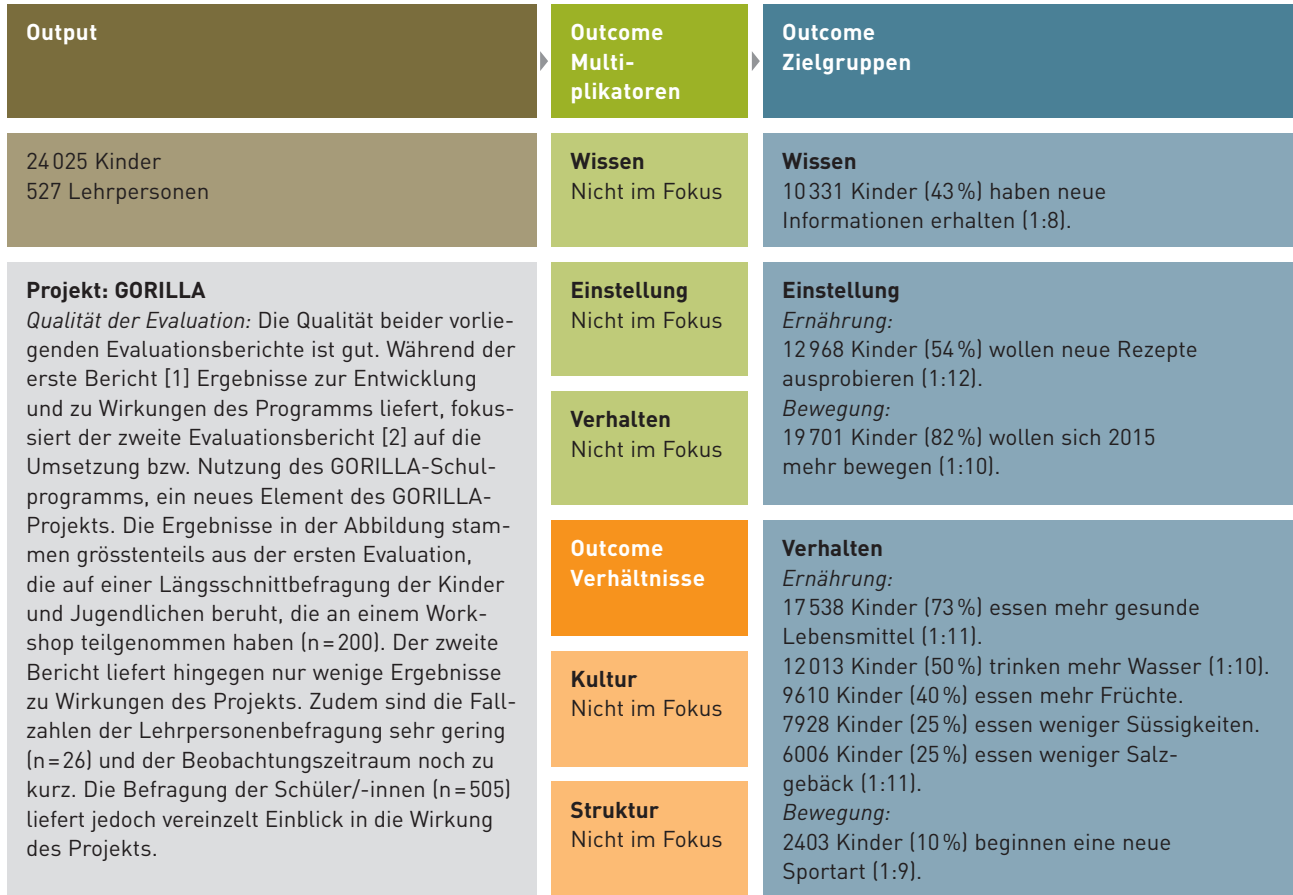 Output
Outcome
Multi-
plikatoren
Outcome
Zielgruppen
24 025 Kinder
527 Lehrpersonen
Wissen
Nicht im Fokus
Wissen
10 331 Kinder (43 %) haben neue
Informationen erhalten (1:8).
Projekt: GORILLA
Qualität der Evaluation: Die Qualität beider vorlie-
genden Evaluationsberichte ist gut. Während der
erste Bericht [1] Ergebnisse zur Entwicklung
und zu Wirkungen des Programms liefert, fokus-
siert der zweite Evaluationsbericht [2] auf die
Umsetzung bzw. Nutzung des GORILLA-Schul-
programms, ein neues Element des GORILLA-
Projekts. Die Ergebnisse in der Abbildung stam-
men grösstenteils aus der ersten Evaluation,
die auf einer Längsschnittbefragung der Kinder
und Jugendlichen beruht, die an einem Work-
shop teilgenommen haben (n = 200). Der zweite
Bericht liefert hingegen nur wenige Ergebnisse
zu Wirkungen des Projekts. Zudem sind die Fall-
zahlen der Lehrpersonenbefragung sehr gering
(n = 26) und der Beobachtungszeitraum noch zu
kurz. Die Befragung der Schüler/-innen (n = 505)
liefert jedoch vereinzelt Einblick in die Wirkung
des Projekts.
Einstellung
Nicht im Fokus
Verhalten
Nicht im Fokus
Outcome
Verhältnisse
Kultur
Nicht im Fokus
Struktur
Nicht im Fokus
Einstellung
Ernährung:
12 968 Kinder (54 %) wollen neue Rezepte
ausprobieren (1:12).
Bewegung:
19 701 Kinder (82 %) wollen sich 2015
mehr bewegen (1:10).
Verhalten
Ernährung:
17 538 Kinder (73 %) essen mehr gesunde
Lebensmittel (1:11).
12 013 Kinder (50 %) trinken mehr Wasser (1:10).
9610 Kinder (40 %) essen mehr Früchte.
7928 Kinder (25 %) essen weniger Süssigkeiten.
6006 Kinder (25 %) essen weniger Salz-
gebäck (1:11).
Bewegung:
2403 Kinder (10 %) beginnen eine neue
Sportart (1:9).